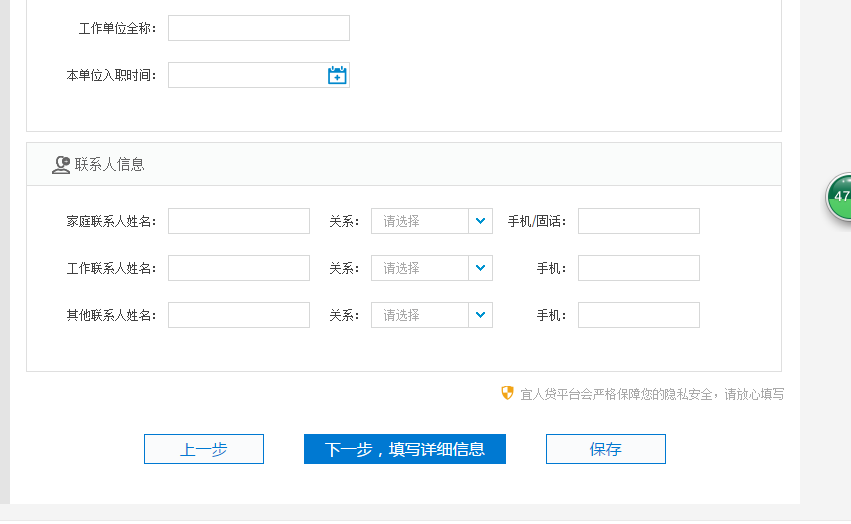 工作单位全称：
本单位入职时间：
联系人信息
家庭联系人姓名： 关系： 请选择 手机/固话：
工作联系人姓名： 关系： 请选择 手机：
其他联系人姓名： 关系： 请选择 手机：
宜人贷平台会严格保障您的隐私安全，请放心填写
上一步 下一步，填写详细信息 保存
47